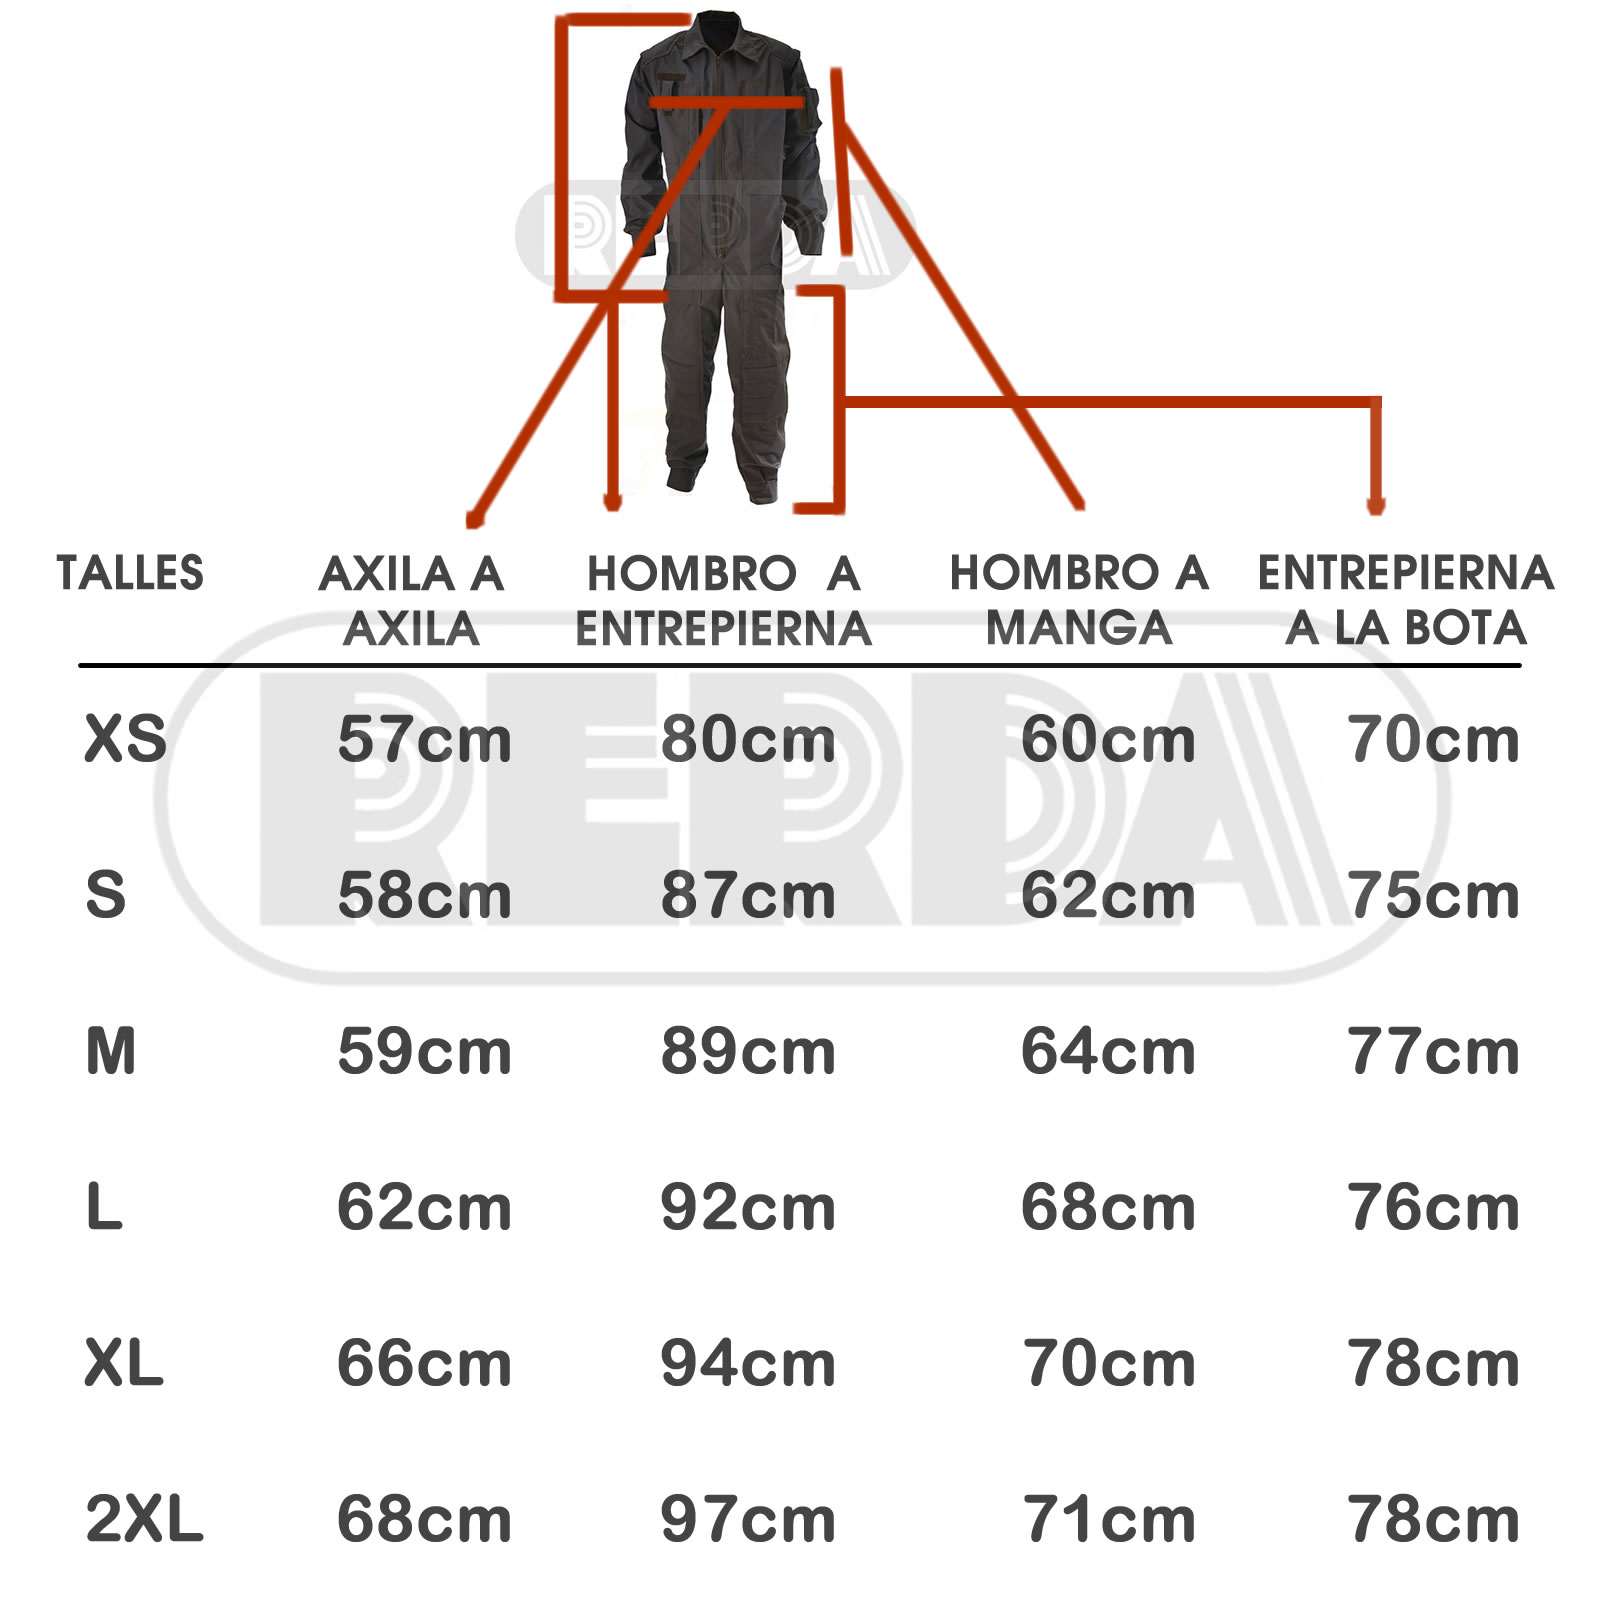 RERDA
TALLES AXILA A AXILA HOMBRO A ENTREPIERNA HOMBRO A MANGA ENTREPIERNA A LA BOTA
RERDA
XS 57cm 80cm 60cm 70cm
S 58cm 87cm 62cm 75cm
M 59cm 89cm 64cm 77cm
L 62cm 92cm 68cm 76cm
XL 66cm 94cm 70cm 78cm
2XL 68cm 97cm 71cm 78cm